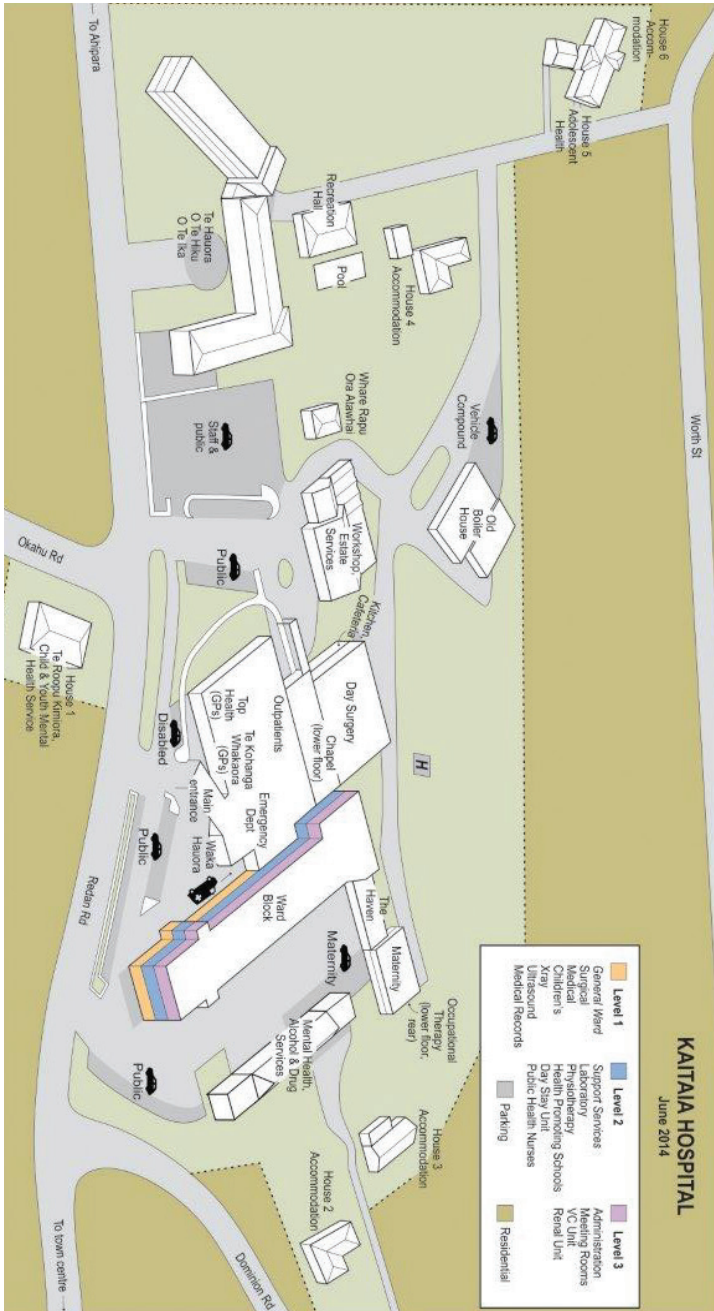 KAITAIA HOSPITAL
June 2014
Level 1
General Ward
Surgical
Medical
Children's
Xray
Ultrasound
Medical Records
Level 2
Support Services
Laboratory
Physiotherapy
Health Promoting Schools
Day Stay Unit
Public Health Nurses
Level 3
Administration
Meeting Rooms
VC Unit
Renal Unit
Parking
Residential
House 6
Accom-
modation
House 5
Adolescent
Health
Worth St
To Ahipara
Te Hauora
O Te Hiku
O Te Ika
Recreation
Hall
Pool
House 4
Accommodation
Vehicle
Compound
Old
Boiler
House
Whare Rapu
Ora Atawhai
Staff &
public
Workshop,
Estate
Services
Public
Kitchen
Cafeteria
Day Surgery
Chapel
(lower floor)
H
Outpatients
Top
Health
(GPs)
Te Kohanga
Whakaora
(GPs)
Emergency
Dept
Main
entrance
Waka
Hauora
Ward
Block
The
Haven
Maternity
Occupational
Therapy
(lower floor,
rear)
Maternity
Mental Health,
Alcohol & Drug
Services
House 3
Accommodation
House 2
Accommodation
Disabled
Public
Public
Okahu Rd
House 1
Te Roopu Kimiora,
Child & Youth Mental
Health Service
Redan Rd
Dominion Rd
To town centre